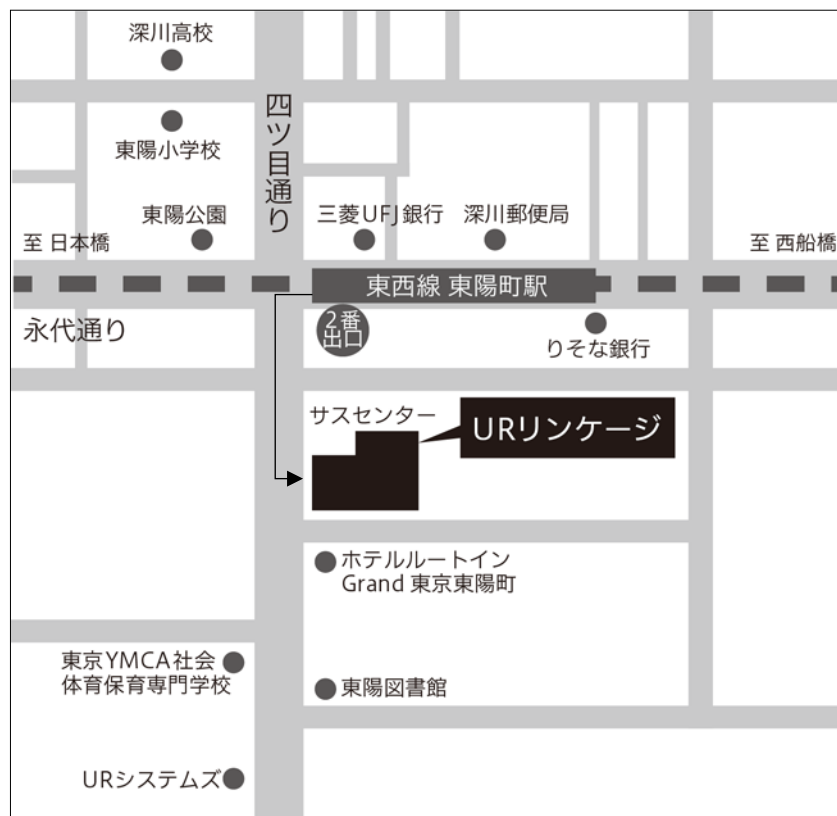 深川高校
東陽小学校
四ツ目通り
東陽公園
三菱UFJ銀行
深川郵便局
至 日本橋
至 西船橋
東西線 東陽町駅
永代通り
2番
出口
りそな銀行
サスセンター
URリンケージ
ホテルルートイン
Grand 東京東陽町
東京YMCA社会
体育保育専門学校
東陽図書館
URシステムズ